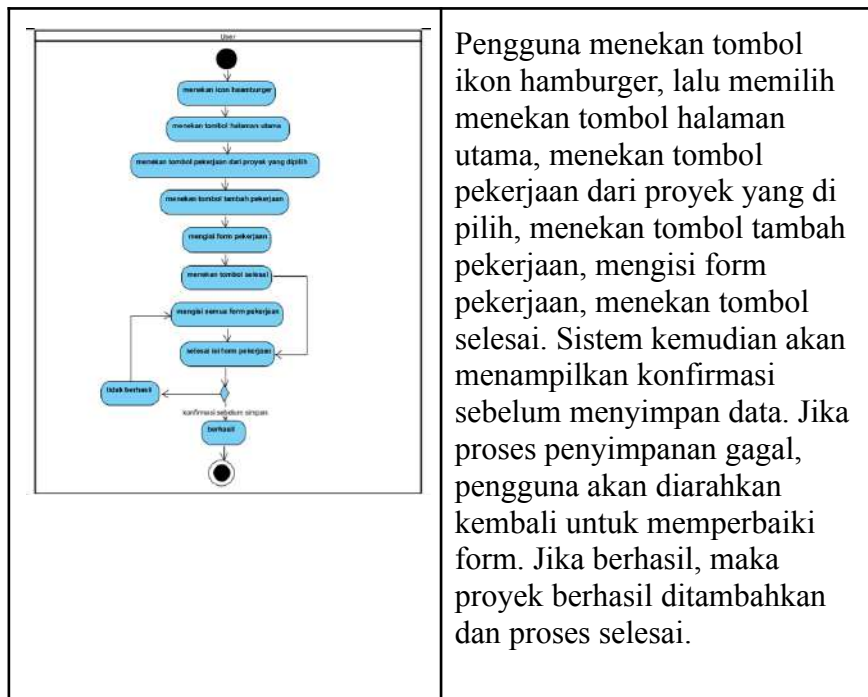 User
menekan icon haamburger
menekan tombol halaman utama
menekan tombol pekerjaan dari proyek yang dipilih
menekan tombol tambah pekerjaan
mengisi form pekerjaan
menekan tombol selesai
mengisi semua form pekerjaan
selesai isi form pekerjaan
tidak berhasil
konfirmasi sebelum simpan
berhasil
Pengguna menekan tombol
ikon hamburger, lalu memilih
menekan tombol halaman
utama, menekan tombol
pekerjaan dari proyek yang di
pilih, menekan tombol tambah
pekerjaan, mengisi form
pekerjaan, menekan tombol
selesai. Sistem kemudian akan
menampilkan konfirmasi
sebelum menyimpan data. Jika
proses penyimpanan gagal,
pengguna akan diarahkan
kembali untuk memperbaiki
form. Jika berhasil, maka
proyek berhasil ditambahkan
dan proses selesai.